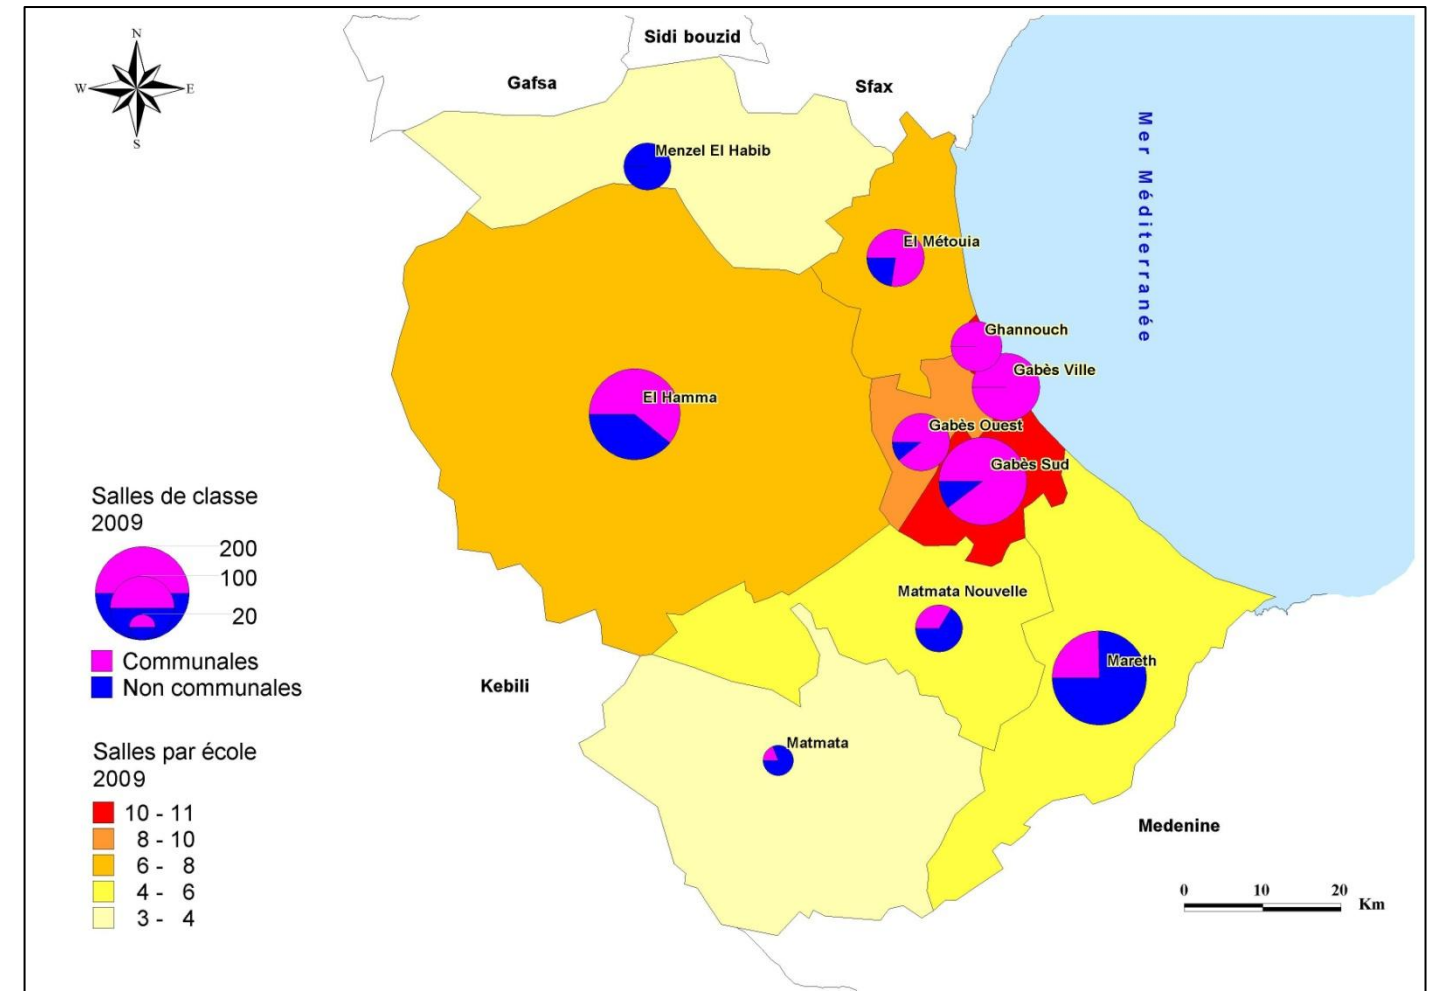 N
W
E
S
Sidi bouzid
Gafsa
Sfax
Mer Méditerranée
Menzel El Habib
El Métouia
Ghannouch
Gabès Ville
El Hamma
Gabès Ouest
Gabès Sud
Matmata Nouvelle
Mareth
Kebili
Matmata
Medenine
Salles de classe
2009
200
100
20
Communales
Non communales
Salles par école
2009
10 - 11
8 - 10
6 - 8
4 - 6
3 - 4
0 10 20
Km